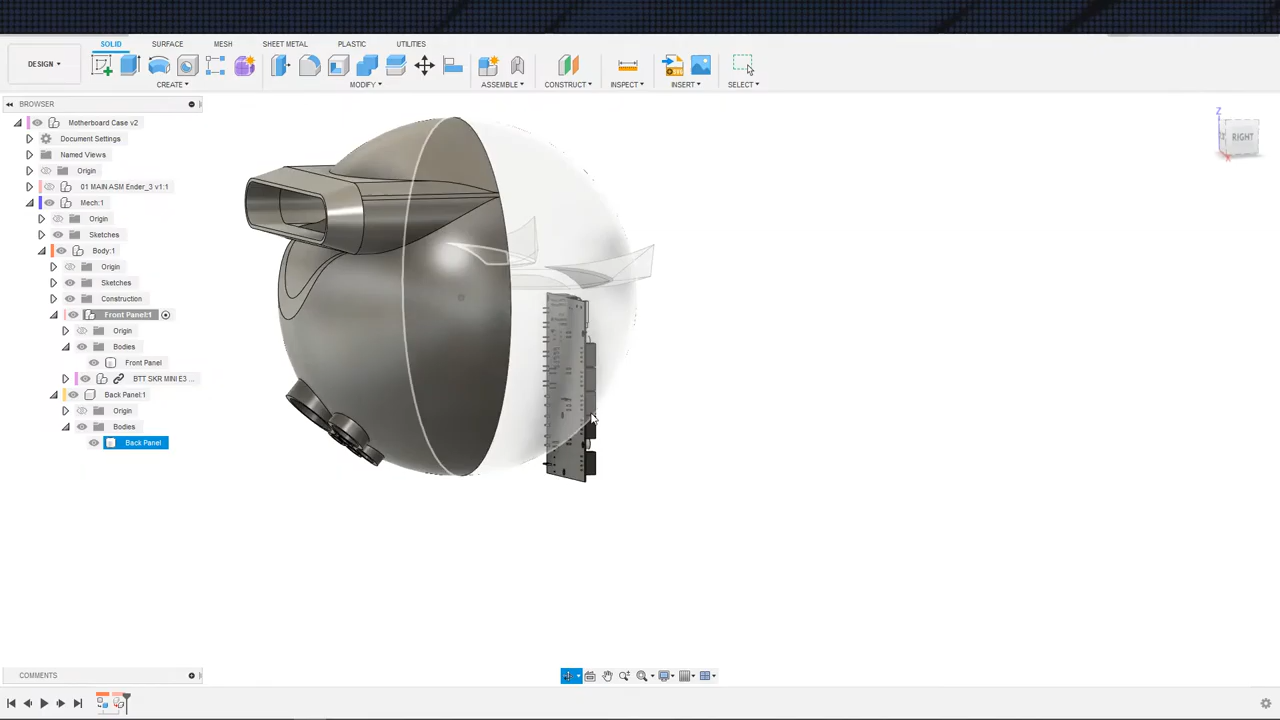 SOLID SURFACE MESH SHEET METAL PLASTIC UTILITIES
DESIGN
CREATE MODIFY ASSEMBLE CONSTRUCT INSPECT INSERT SELECT
BROWSER
Motherboard Case v2
Document Settings
Named Views
Origin
01 MAIN ASM Ender_3 v1:1
Mech:1
Origin
Sketches
Body:1
Origin
Sketches
Construction
Front Panel:1
Origin
Bodies
Front Panel
BTT SKR MINI E3 ...
Back Panel:1
Origin
Bodies
Back Panel
Z
RIGHT
X
COMMENTS